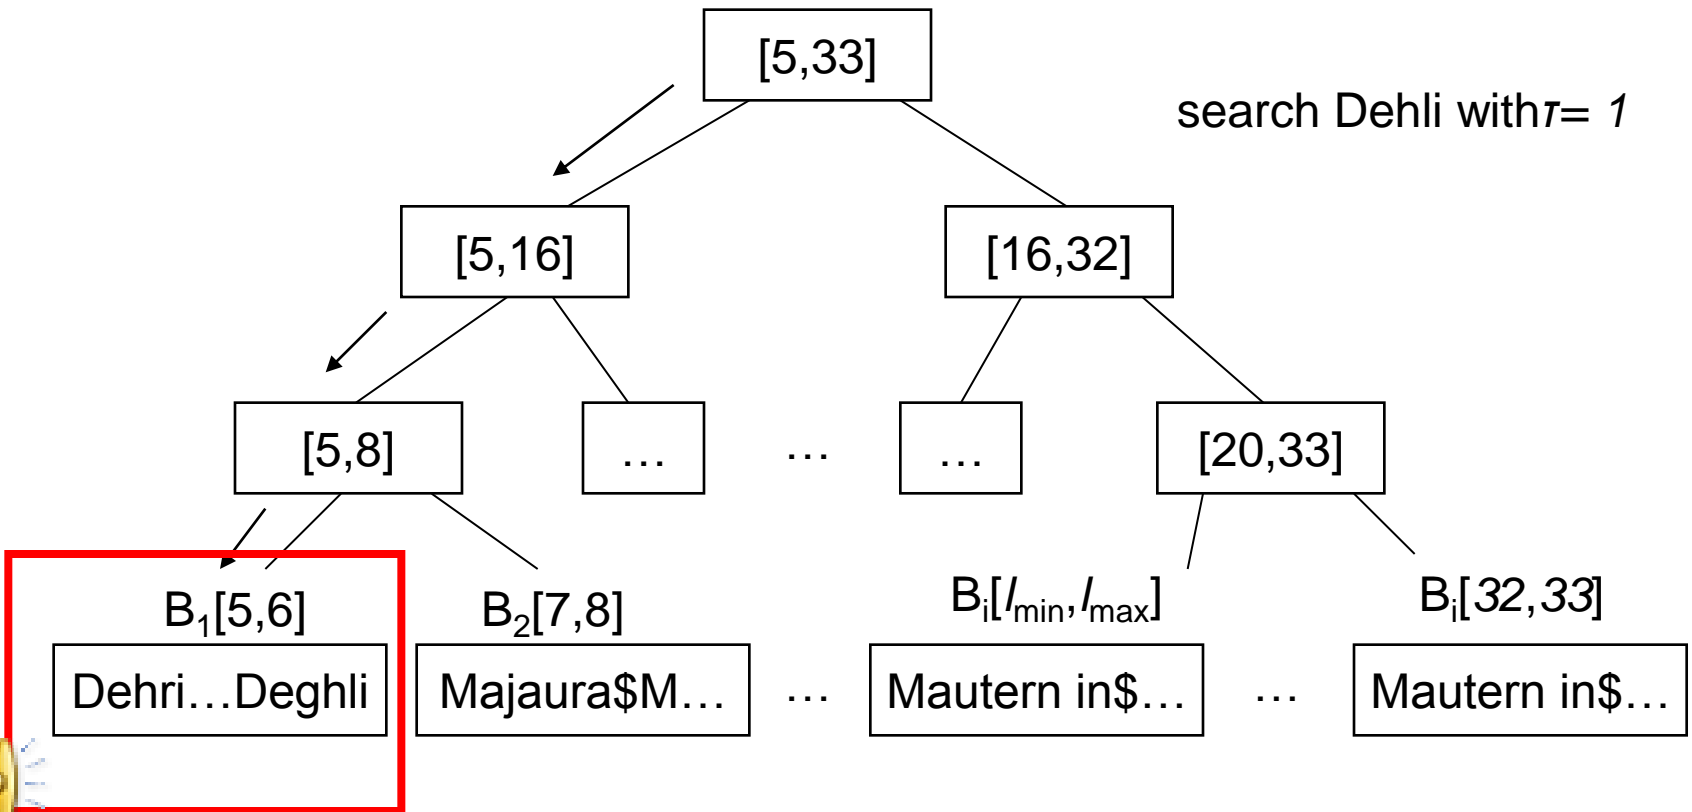 [5,33]
search Dehli withτ= 1
[5,16]
[16,32]
[5,8]
…
…
…
[20,33]
B₁[5,6]
B₂[7,8]
Bᵢ[lmin,lmax]
Bᵢ[32,33]
Dehri…Deghli
Majaura$M…
…
Mautern in$…
…
Mautern in$…